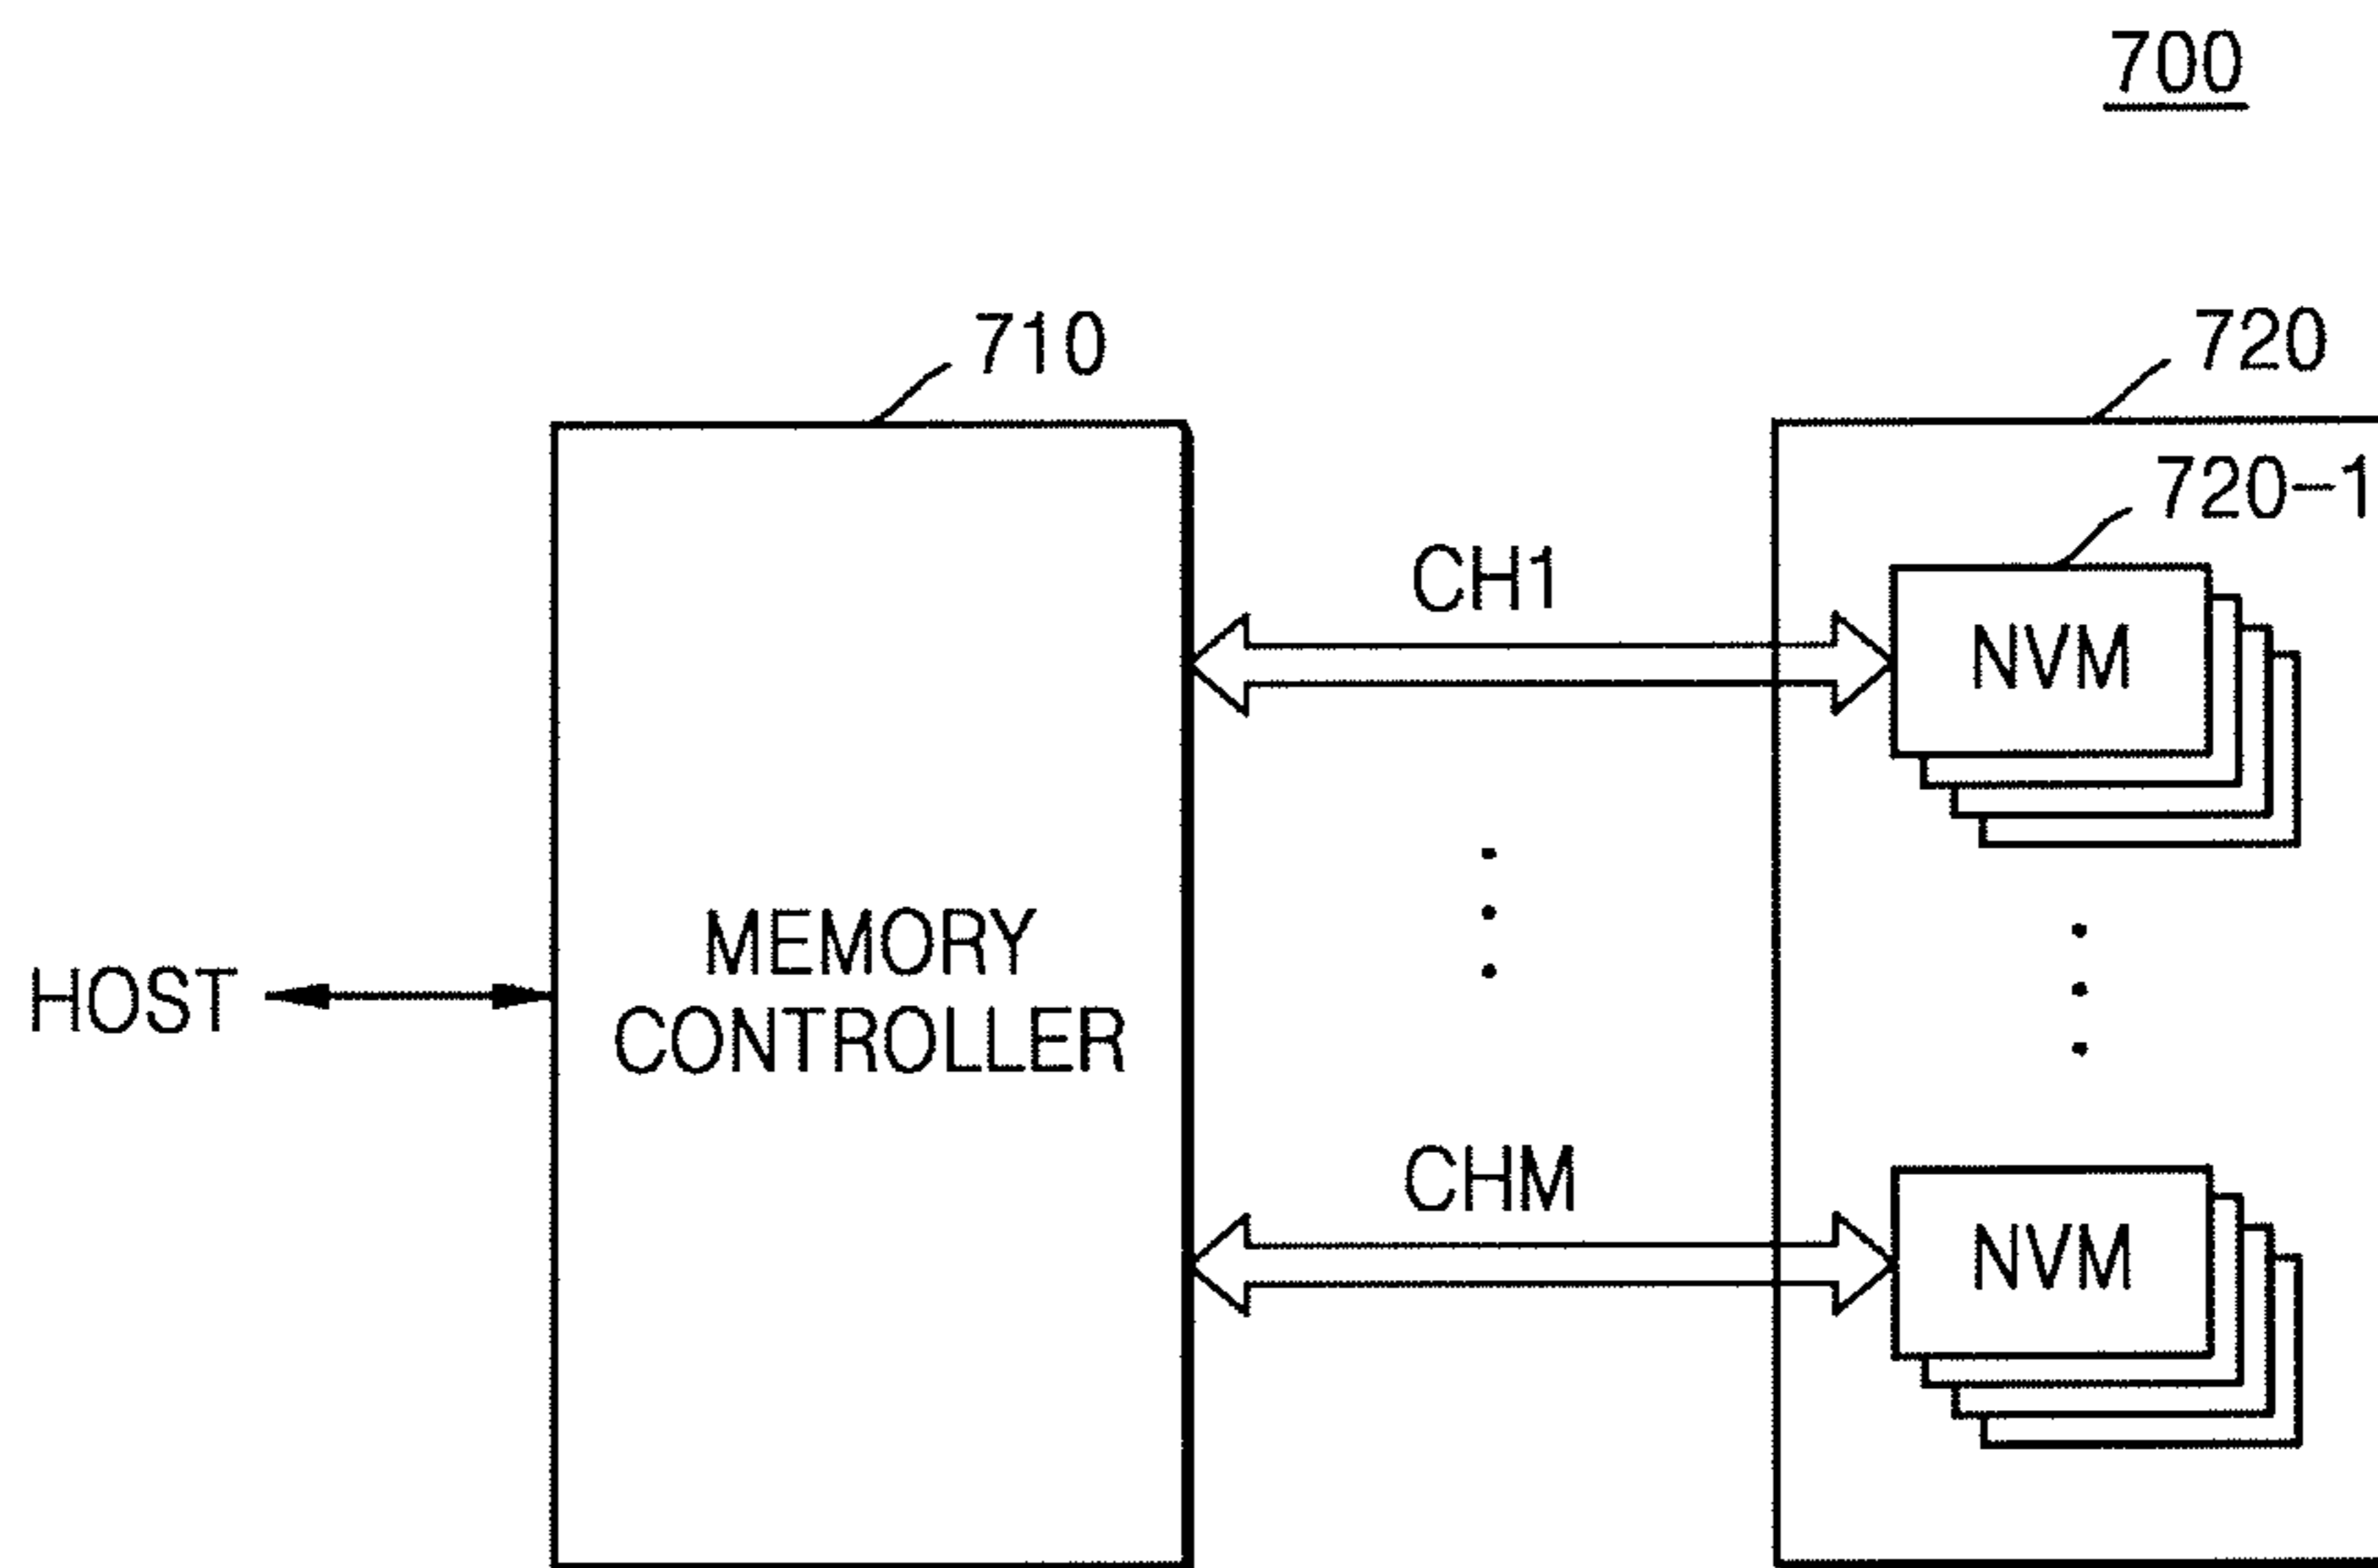 700
710
720
720-1
CH1
NVM
MEMORY
CONTROLLER
HOST
CHM
NVM